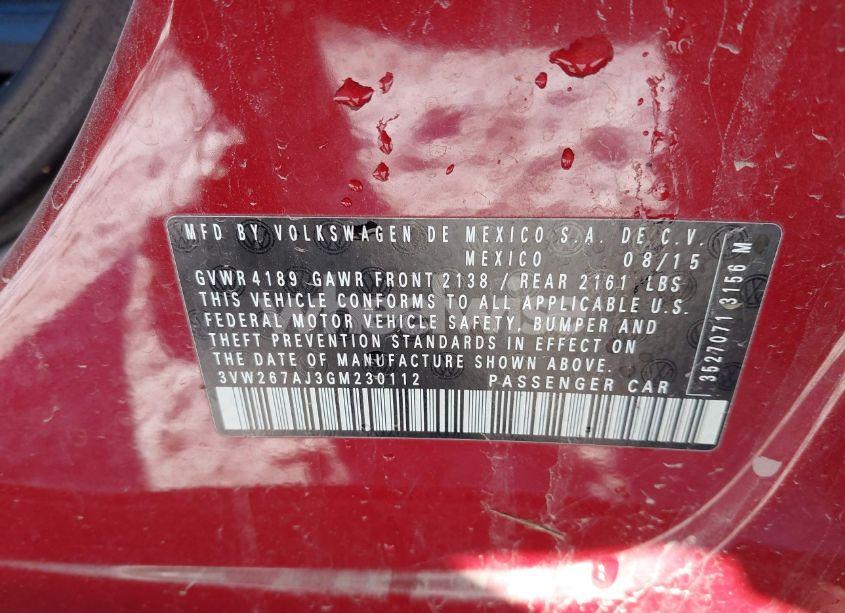 MFD BY VOLKSWAGEN DE MEXICO S.A. DE C.V.
MEXICO 08/15
GVWR 4189 GAWR FRONT 2138 REAR 2161 LBS
THIS VEHICLE CONFORMS TO ALL APPLICABLE U.S.
FEDERAL MOTOR VEHICLE SAFETY, BUMPER AND
THEFT PREVENTION STANDARDS IN EFFECT ON
THE DATE OF MANUFACTURE SHOWN ABOVE.
3VW267AJ3GM230112 PASSENGER CAR
3527071 3156 M